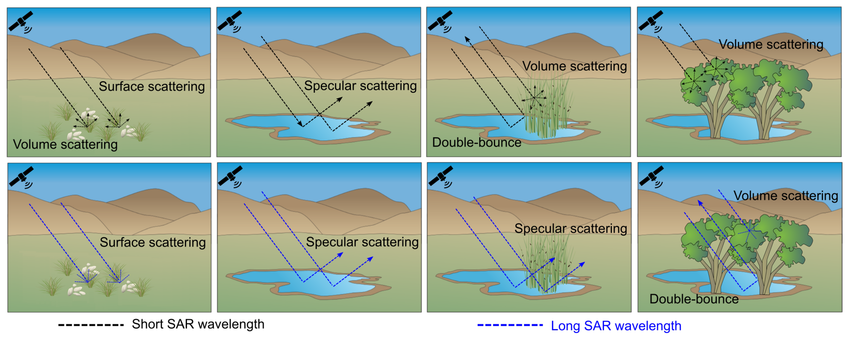 Surface scattering
Volume scattering
Specular scattering
Volume scattering
Double-bounce
Volume scattering
Surface scattering
Specular scattering
Specular scattering
Volume scattering
Double-bounce
Short SAR wavelength
Long SAR wavelength